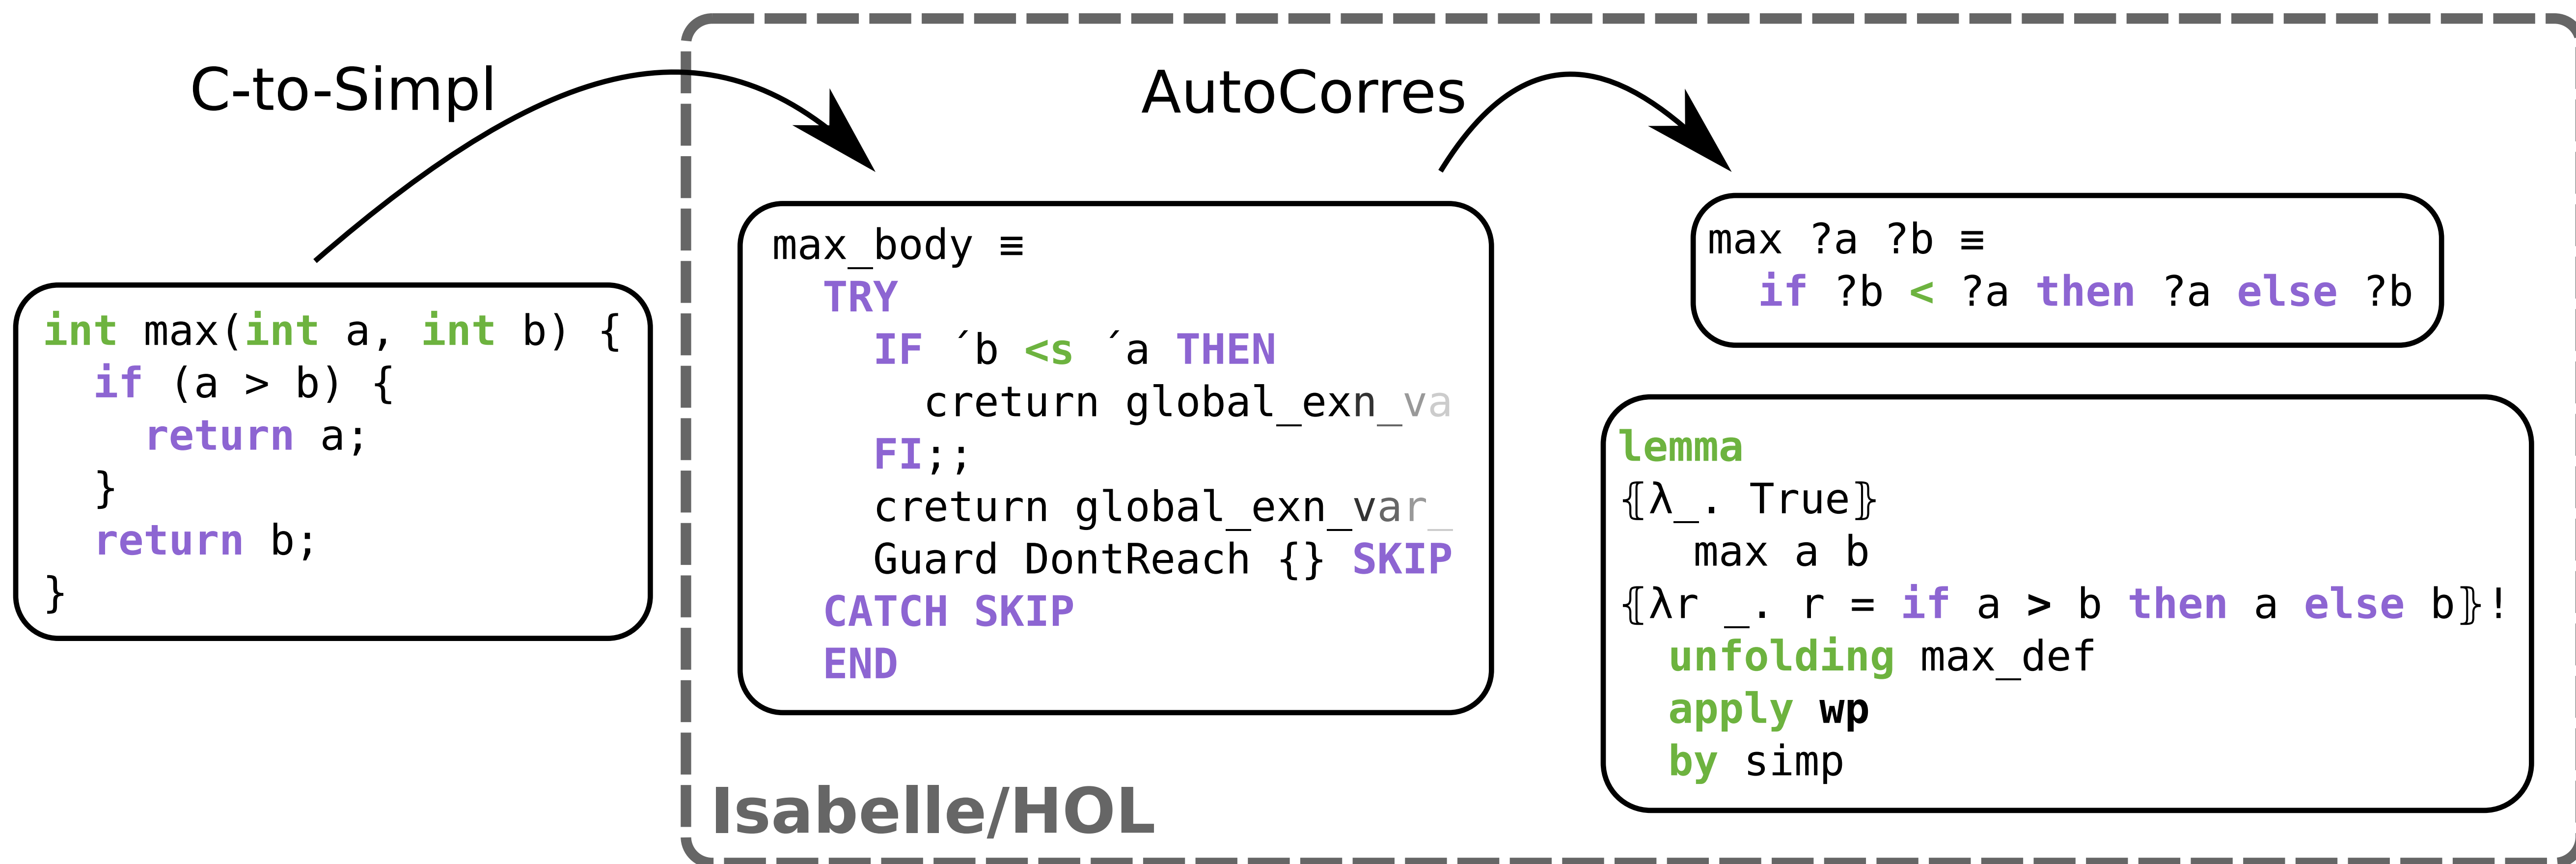 C-to-Simpl
AutoCorres
int max(int a, int b) {
  if (a > b) {
    return a;
  }
  return b;
}
max_body ≡
  TRY
    IF ´b <s ´a THEN
      creturn global_exn_va
    FI;;
    creturn global_exn_var_
    Guard DontReach {} SKIP
  CATCH SKIP
  END
max ?a ?b ≡
  if ?b < ?a then ?a else ?b
lemma
⦃λ_. True⦄
   max a b
⦃λr _. r = if a > b then a else b⦄!
  unfolding max_def
  apply wp
  by simp
Isabelle/HOL